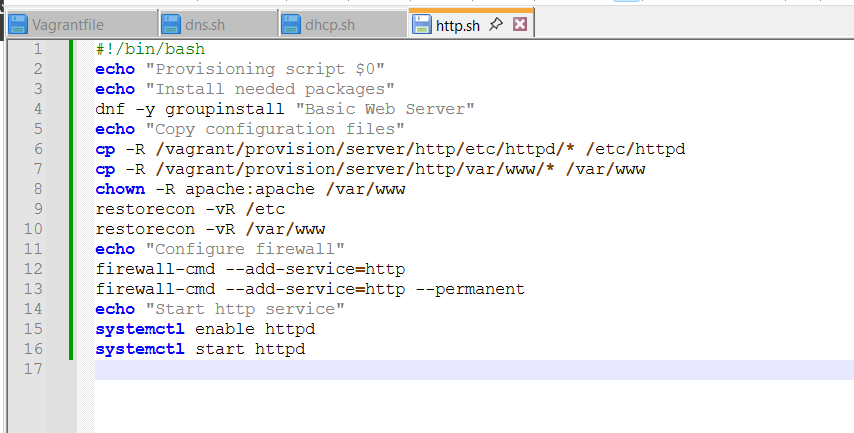 Vagrantfile dns.sh dhcp.sh http.sh
1 #!/bin/bash
2 echo "Provisioning script $0"
3 echo "Install needed packages"
4 dnf -y groupinstall "Basic Web Server"
5 echo "Copy configuration files"
6 cp -R /vagrant/provision/server/http/etc/httpd/* /etc/httpd
7 cp -R /vagrant/provision/server/http/var/www/* /var/www
8 chown -R apache:apache /var/www
9 restorecon -vR /etc
10 restorecon -vR /var/www
11 echo "Configure firewall"
12 firewall-cmd --add-service=http
13 firewall-cmd --add-service=http --permanent
14 echo "Start http service"
15 systemctl enable httpd
16 systemctl start httpd
17